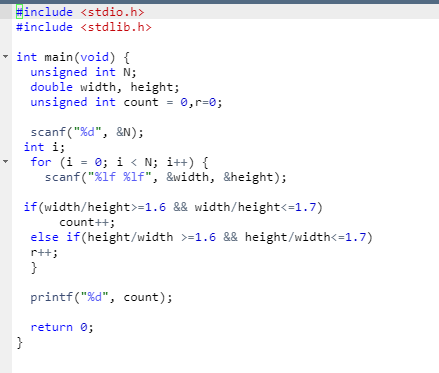 #include <stdio.h>
#include <stdlib.h>
int main(void) {
unsigned int N;
double width, height;
unsigned int count = 0,r=0;
scanf("%d", &N);
int i;
for (i = 0; i < N; i++) {
scanf("%lf %lf", &width, &height);
if(width/height>=1.6 && width/height<=1.7)
count++;
else if(height/width >=1.6 && height/width<=1.7)
r++;
}
printf("%d", count);
return 0;
}